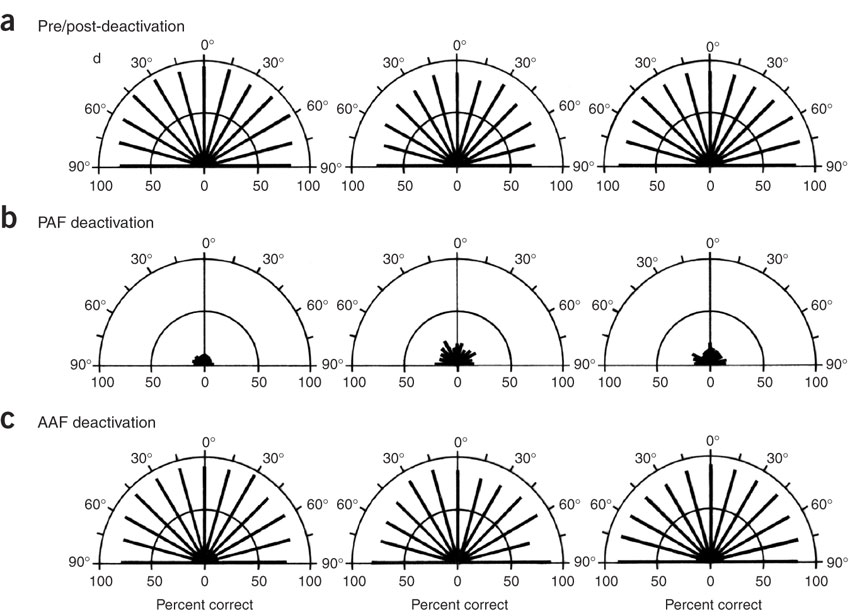 a Pre/post-deactivation
d
0° 0° 0°
30° 30° 30° 30° 30° 30°
60° 60° 60° 60° 60° 60°
90° 90° 90° 90°
100 50 0 50 100 100 50 0 50 100 100 50 0 50 100
b PAF deactivation
0° 0° 0°
30° 30° 30° 30° 30° 30°
60° 60° 60° 60° 60° 60°
90° 90° 90° 90°
100 50 0 50 100 100 50 0 50 100 100 50 0 50 100
c AAF deactivation
0° 0° 0°
30° 30° 30° 30° 30° 30°
60° 60° 60° 60° 60° 60°
90° 90° 90° 90°
100 50 0 50 100 100 50 0 50 100 100 50 0 50 100
Percent correct Percent correct Percent correct